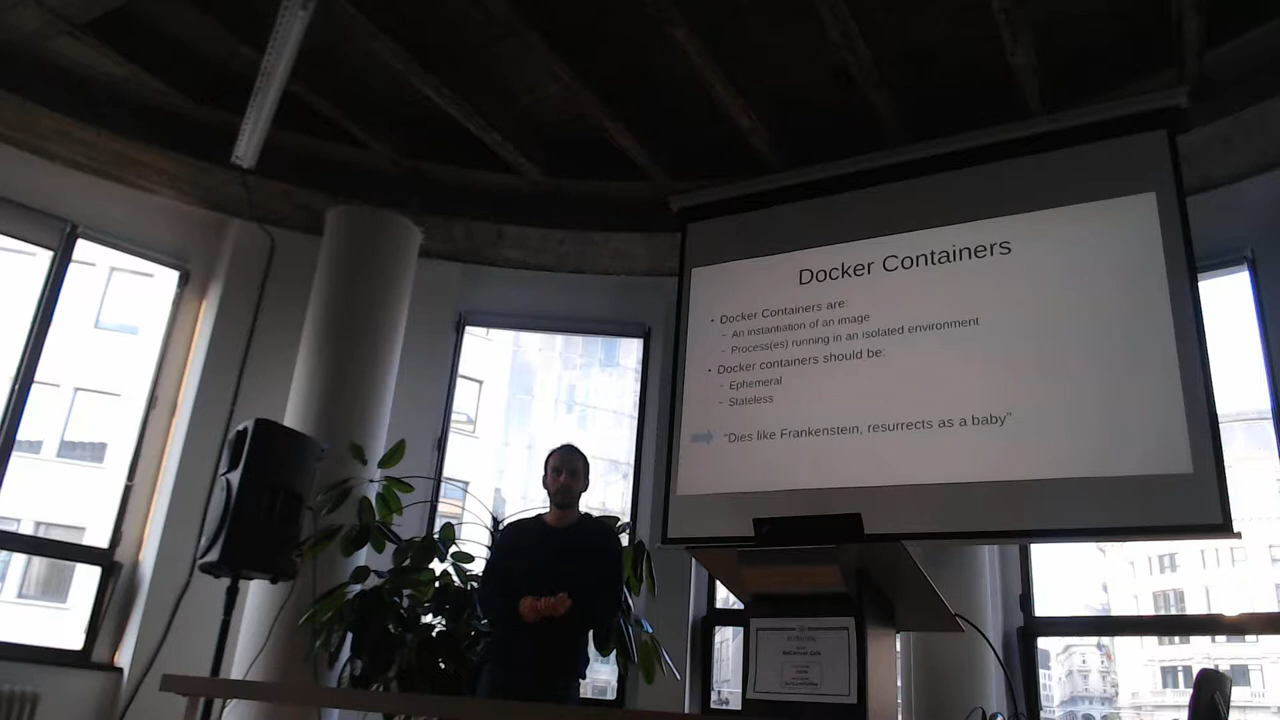 Docker Containers
• Docker Containers are:
– An instantiation of an image
– Process(es) running in an isolated environment
• Docker containers should be:
– Ephemeral
– Stateless
“Dies like Frankenstein, resurrects as a baby”